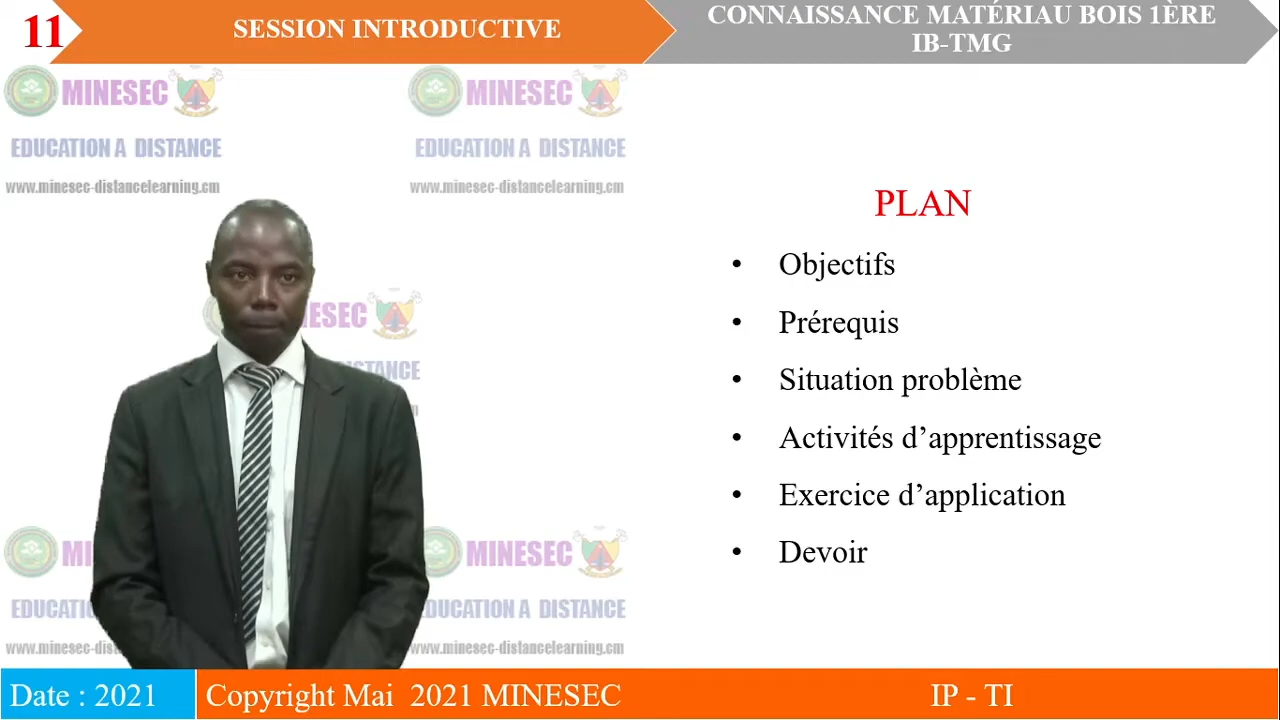 11
SESSION INTRODUCTIVE
CONNAISSANCE MATÉRIAU BOIS 1ÈRE
IB-TMG
MINESEC
EDUCATION A DISTANCE
www.minesec-distancelearning.cm
MINESEC
EDUCATION A DISTANCE
www.minesec-distancelearning.cm
PLAN
• Objectifs
• Prérequis
• Situation problème
• Activités d’apprentissage
• Exercice d’application
• Devoir
MINESEC
EDUCATION A DISTANCE
www.minesec-distancelearning.cm
Date : 2021
Copyright Mai 2021 MINESEC
IP - TI